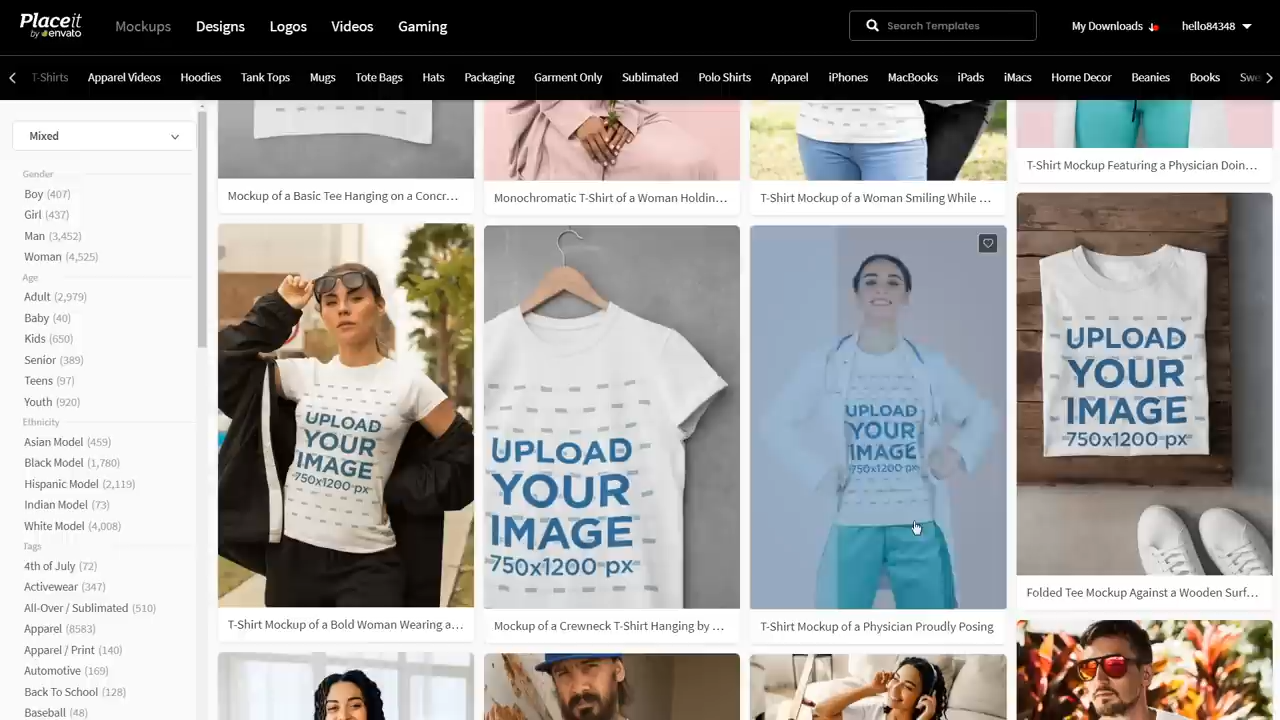 Placeit
by envato
Mockups
Designs
Logos
Videos
Gaming
Search Templates
My Downloads
hello84348
T-Shirts
Apparel Videos
Hoodies
Tank Tops
Mugs
Tote Bags
Hats
Packaging
Garment Only
Sublimated
Polo Shirts
Apparel
iPhones
MacBooks
iPads
iMacs
Home Decor
Beanies
Books
Swe
Mixed
Gender
Boy (407)
Girl (437)
Man (3,452)
Woman (4,525)
Age
Adult (2,979)
Baby (40)
Kids (650)
Senior (389)
Teens (97)
Youth (920)
Ethnicity
Asian Model (459)
Black Model (1,780)
Hispanic Model (2,119)
Indian Model (73)
White Model (4,008)
Tags
4th of July (72)
Activewear (347)
All-Over / Sublimated (510)
Apparel (8583)
Apparel / Print (140)
Automotive (169)
Back To School (128)
Baseball (48)
Mockup of a Basic Tee Hanging on a Concr...
Monochromatic T-Shirt of a Woman Holdin...
T-Shirt Mockup of a Woman Smiling While ...
T-Shirt Mockup Featuring a Physician Doin...
UPLOAD
YOUR
IMAGE
750x1200 px
T-Shirt Mockup of a Bold Woman Wearing a...
UPLOAD
YOUR
IMAGE
750x1200 px
Mockup of a Crewneck T-Shirt Hanging by ...
UPLOAD
YOUR
IMAGE
750x1200 px
T-Shirt Mockup of a Physician Proudly Posing
UPLOAD
YOUR
IMAGE
750x1200 px
Folded Tee Mockup Against a Wooden Surf...